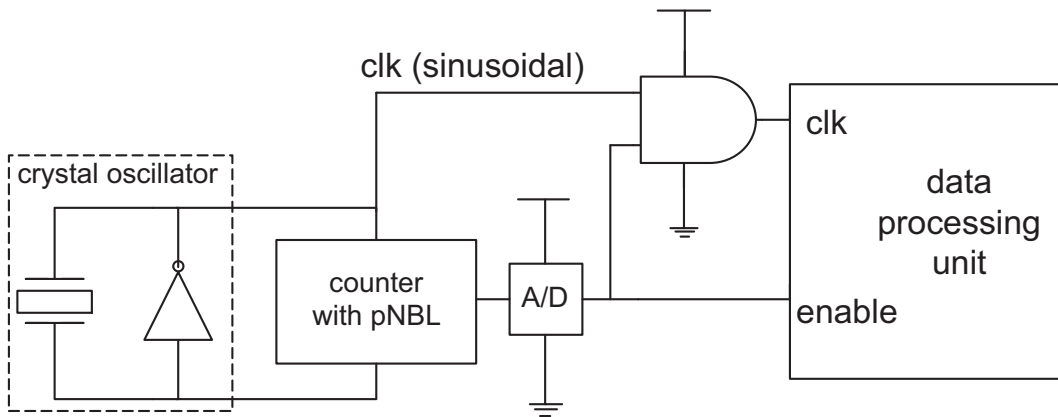 clk (sinusoidal)
clk
crystal oscillator
data
processing
unit
counter
with pNBL
A/D
enable